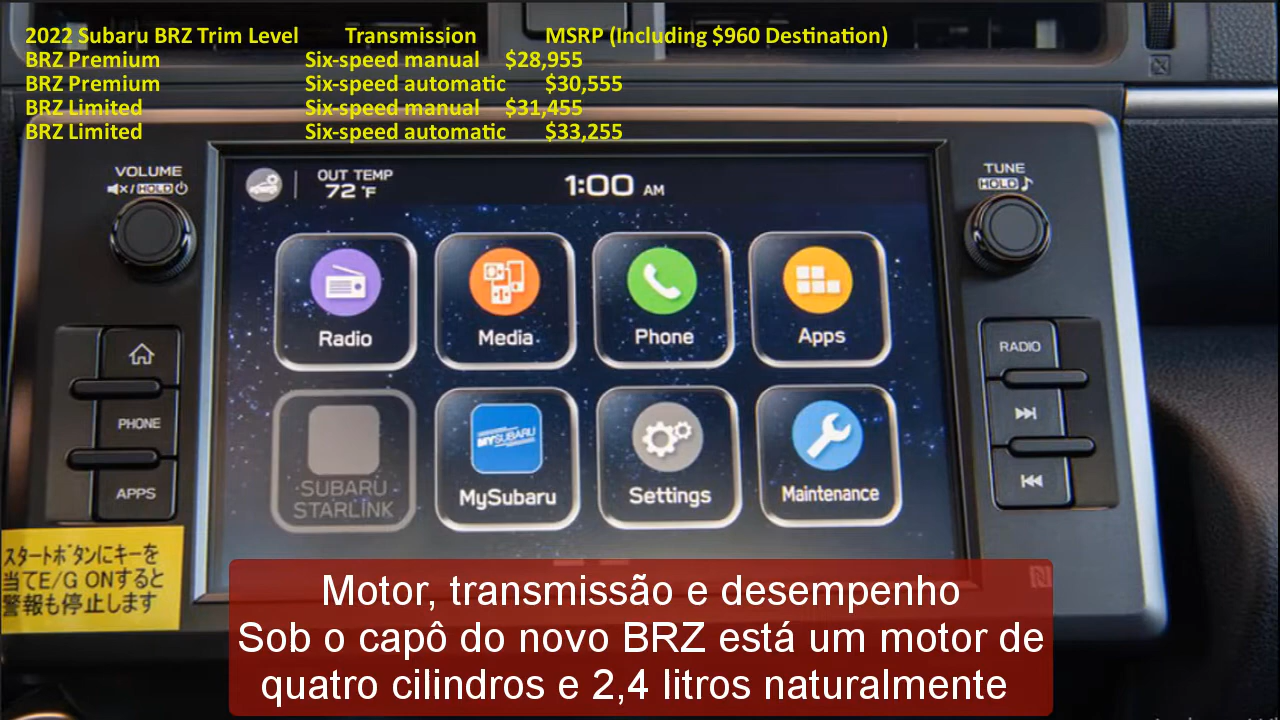 2022 Subaru BRZ Trim Level Transmission MSRP (Including $960 Destination)
BRZ Premium Six-speed manual $28,955
BRZ Premium Six-speed automatic $30,555
BRZ Limited Six-speed manual $31,455
BRZ Limited Six-speed automatic $33,255
VOLUME
/HOLD
OUT TEMP
72 °F
1:00 AM
TUNE
HOLD
Radio
Media
Phone
Apps
RADIO
PHONE
APPS
SUBARU
STARLINK
MYSUBARU
MySubaru
Settings
Maintenance
スタートボタンにキーを
当てE/G ONすると
警報も停止します
Motor, transmissão e desempenho
Sob o capô do novo BRZ está um motor de
quatro cilindros e 2,4 litros naturalmente